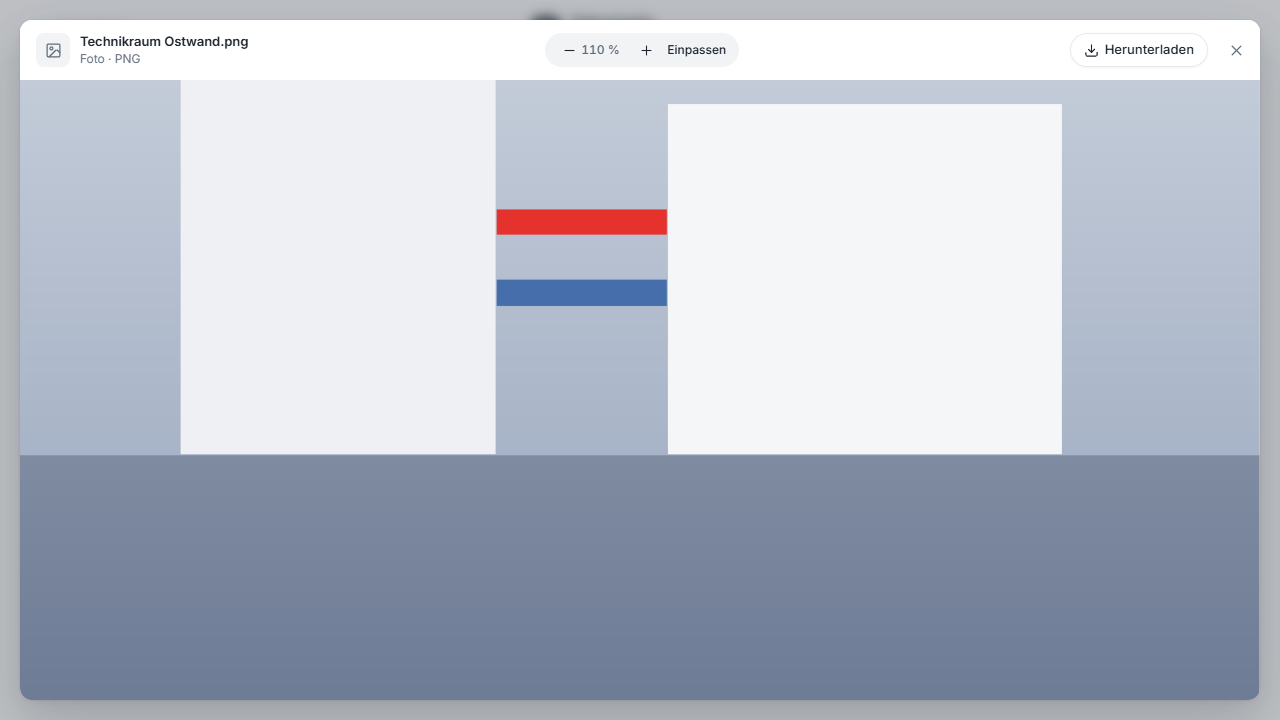 Technikraum Ostwand.png
Foto · PNG
110 %
Einpassen
Herunterladen